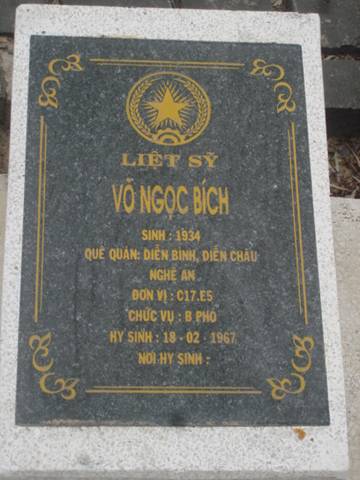 LIỆT SỸ
VÕ NGỌC BÍCH
SINH : 1934
QUÊ QUÁN: DIỄN BÌNH, DIỄN CHÂU
NGHỆ AN
ĐƠN VỊ : C17.E5
CHỨC VỤ : B PHÓ
HY SINH : 18 - 02 - 1967
NƠI HY SINH :